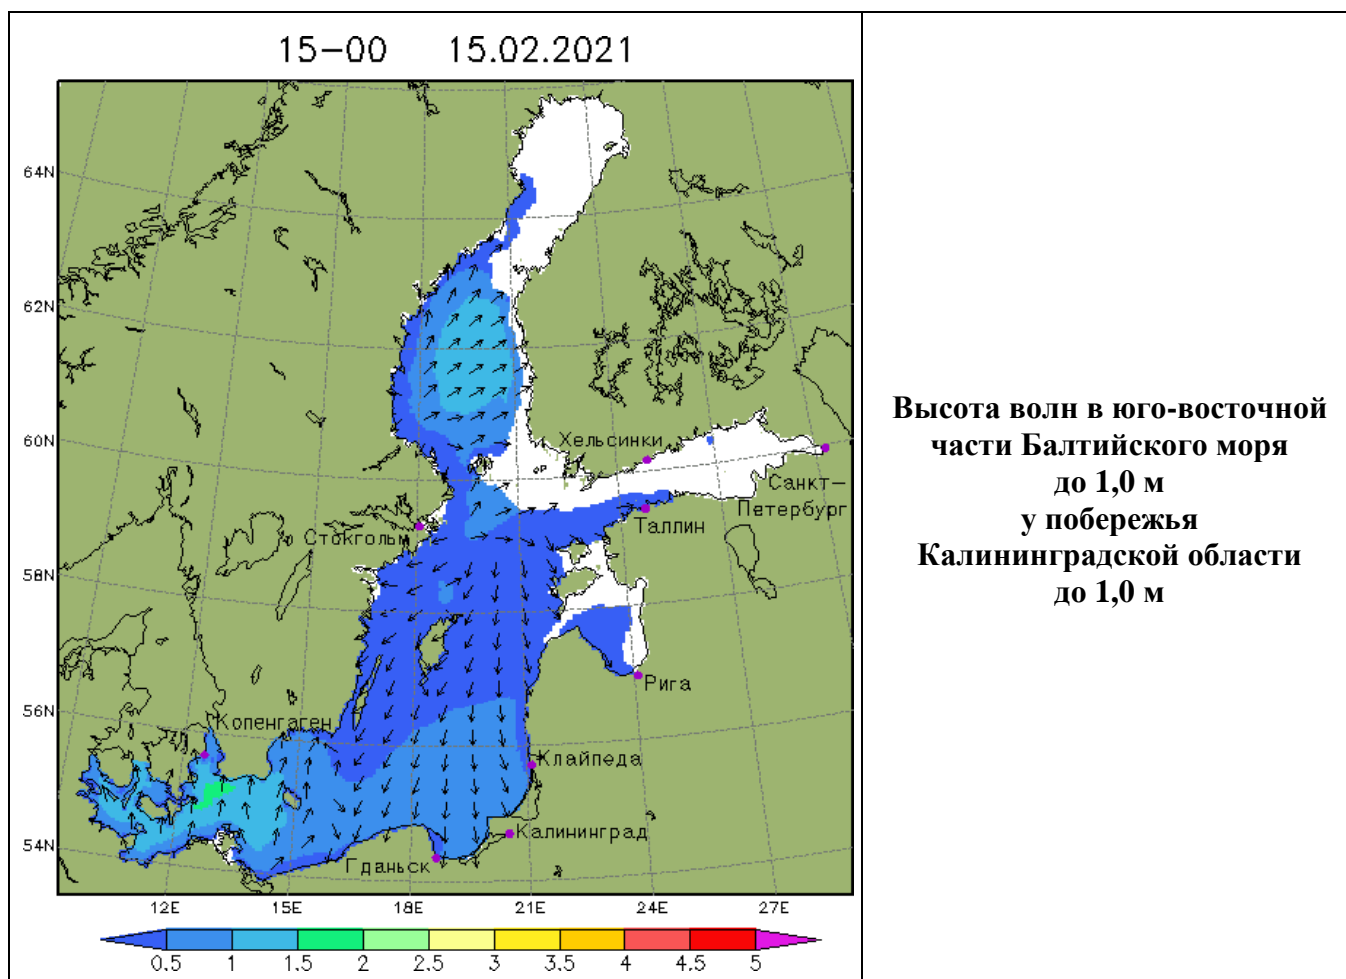 15-00 15.02.2021
64N
62N
60N
58N
56N
54N
Хельсинки
Санкт-
Петербург
Таллин
Стокгольм
Рига
Копенгаген
Клайпеда
Калининград
Гданьск
12E 15E 18E 21E 24E 27E
0.5 1 1.5 2 2.5 3 3.5 4 4.5 5
Высота волн в юго-восточной
части Балтийского моря
до 1,0 м
у побережья
Калининградской области
до 1,0 м